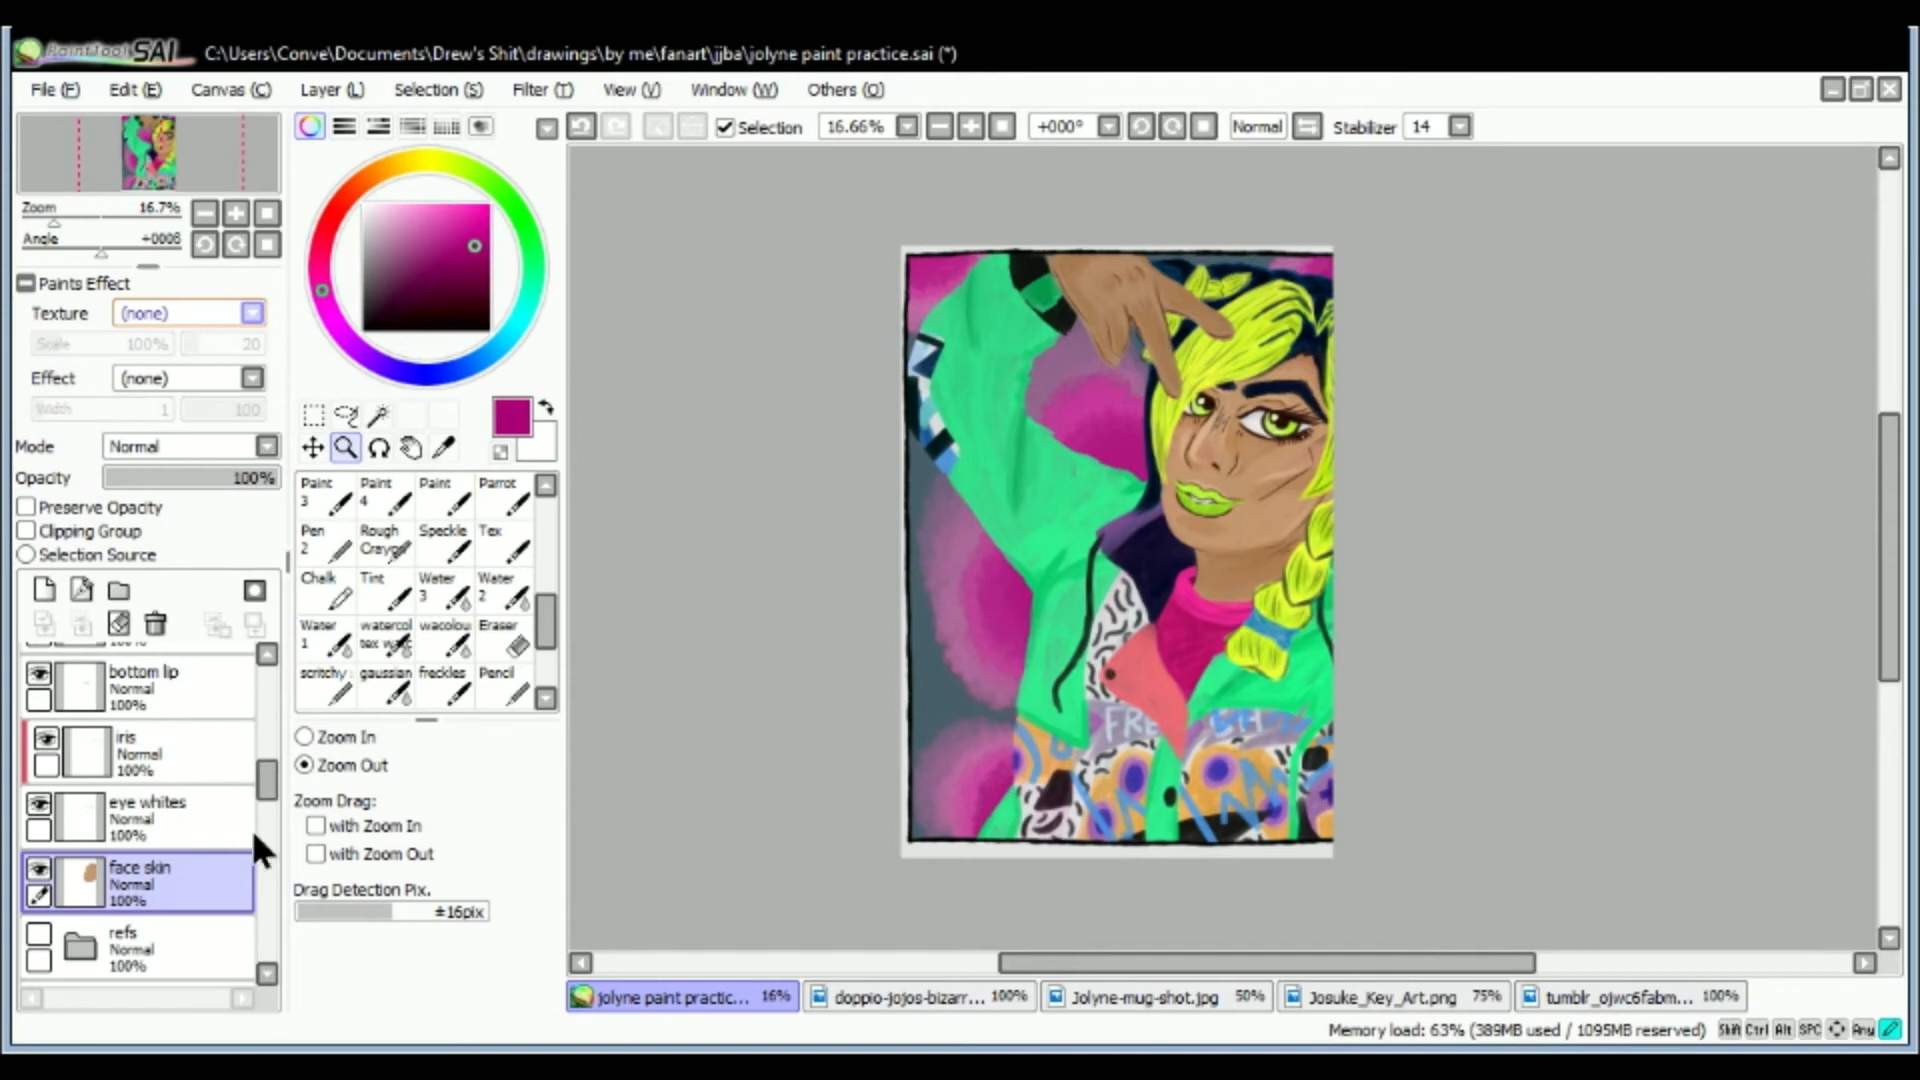 PaintTool SAI C:\Users\Conve\Documents\Drew's Shit\drawings\by me\fanart\jjba\jolyne paint practice.sai (*)
File (F) Edit (E) Canvas (C) Layer (L) Selection (S) Filter (T) View (V) Window (W) Others (O)
Selection 16.66% +000° Normal Stabilizer 14
Zoom 16.7%
Angle +000ß
Paints Effect
Texture (none)
Scale 100% 20
Effect (none)
Width 1 100
Mode Normal
Opacity 100%
Preserve Opacity
Clipping Group
Selection Source
100%
bottom lip
Normal
100%
iris
Normal
100%
eye whites
Normal
100%
face skin
Normal
100%
refs
Normal
100%
Paint 3 Paint 4 Paint Parrot
Pen 2 Rough Crayon Speckle Tex
Chalk Tint Water 3 Water 2
Water 1 watercol tex wat wacolou Eraser
scritchy gaussian freckles Pencil
Zoom In
Zoom Out
Zoom Drag:
with Zoom In
with Zoom Out
Drag Detection Pix.
±16pix
FRE
jolyne paint practic... 16% doppio-jojos-bizarr... 100% Jolyne-mug-shot.jpg 50% Josuke_Key_Art.png 75% tumblr_ojwc6fabm... 100%
Memory load: 63% (389MB used / 1095MB reserved) Shift Ctrl Alt SPC Any